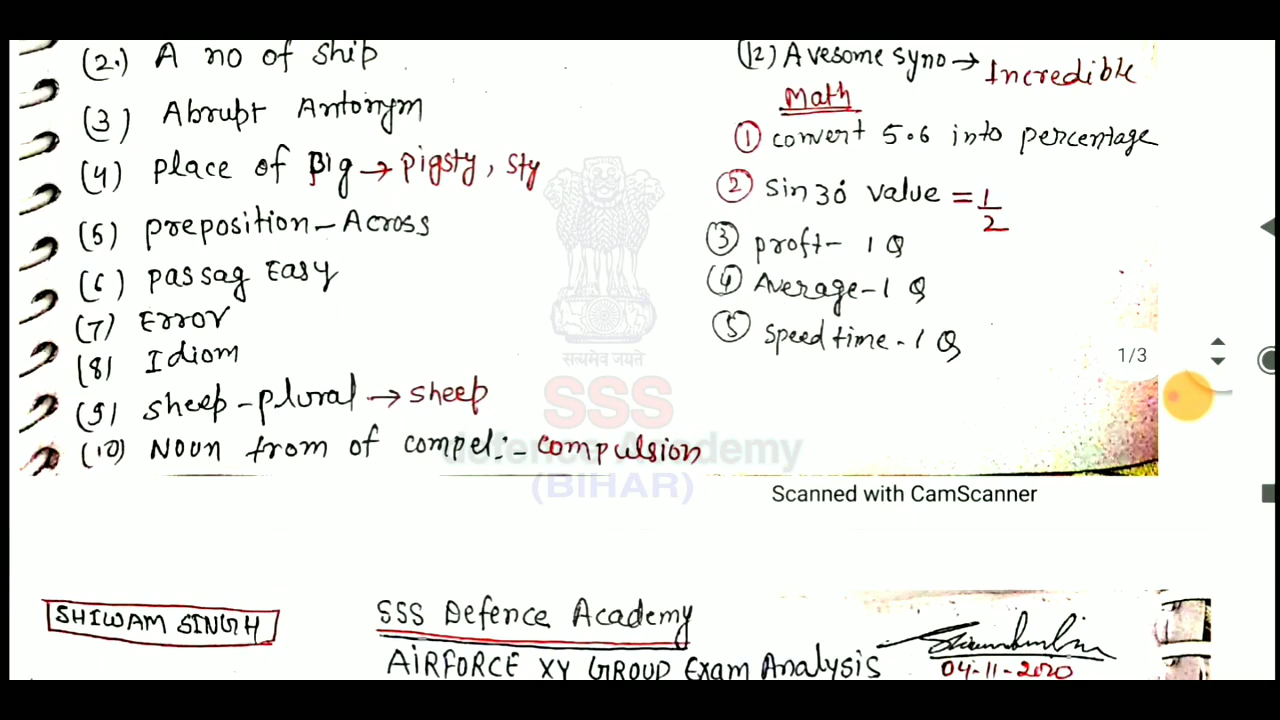 (2.) A no of ship
(3) Abrupt Antonym
(4) place of pig → pigsty, sty
(5) preposition - Across
(6) passag Easy
(7) Error
(8) Idiom
(9) sheep - plural → sheep
(10) Noun from of compel :- compulsion
(12) Avesome syno → Incredible
Math
① convert 5.6 into percentage
② sin 30° value = 1/2
③ proft - 1 Q
④ Average - 1 Q
⑤ speed time - 1 Q
1/3
सत्यमेव जयते
SSS
defence Academy
(BIHAR)
Scanned with CamScanner
SHIWAM SINGH
SSS Defence Academy
AIRFORCE XY GROUP Exam Analysis
04-11-2020